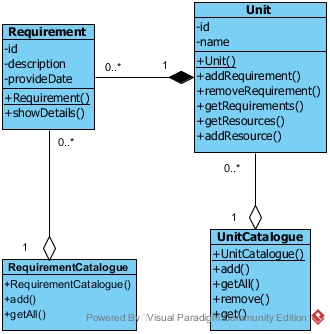 Requirement
-id
-description
-provideDate
+Requirement()
+showDetails()
0..*
1
Unit
-id
-name
+Unit()
+addRequirement()
+removeRequirement()
+getRequirements()
+getResources()
+addResource()
0..*
0..*
1
1
RequirementCatalogue
+RequirementCatalogue()
+add()
+getAll()
UnitCatalogue
+UnitCatalogue()
+add()
+getAll()
+remove()
+get()
Powered By Visual Paradigm Community Edition